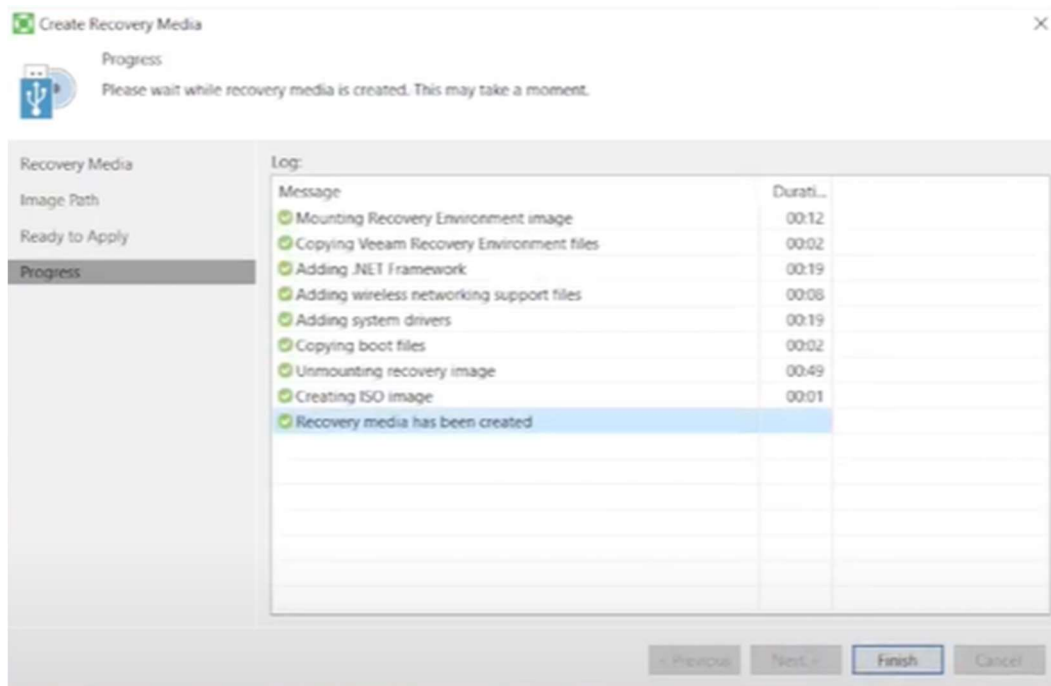 Create Recovery Media
Progress
Please wait while recovery media is created. This may take a moment.
Recovery Media
Image Path
Ready to Apply
Progress
Log:
Message Durati...
Mounting Recovery Environment image 00:12
Copying Veeam Recovery Environment files 00:02
Adding .NET Framework 00:19
Adding wireless networking support files 00:08
Adding system drivers 00:19
Copying boot files 00:02
Unmounting recovery image 00:49
Creating ISO image 00:01
Recovery media has been created
< Previous Next > Finish Cancel